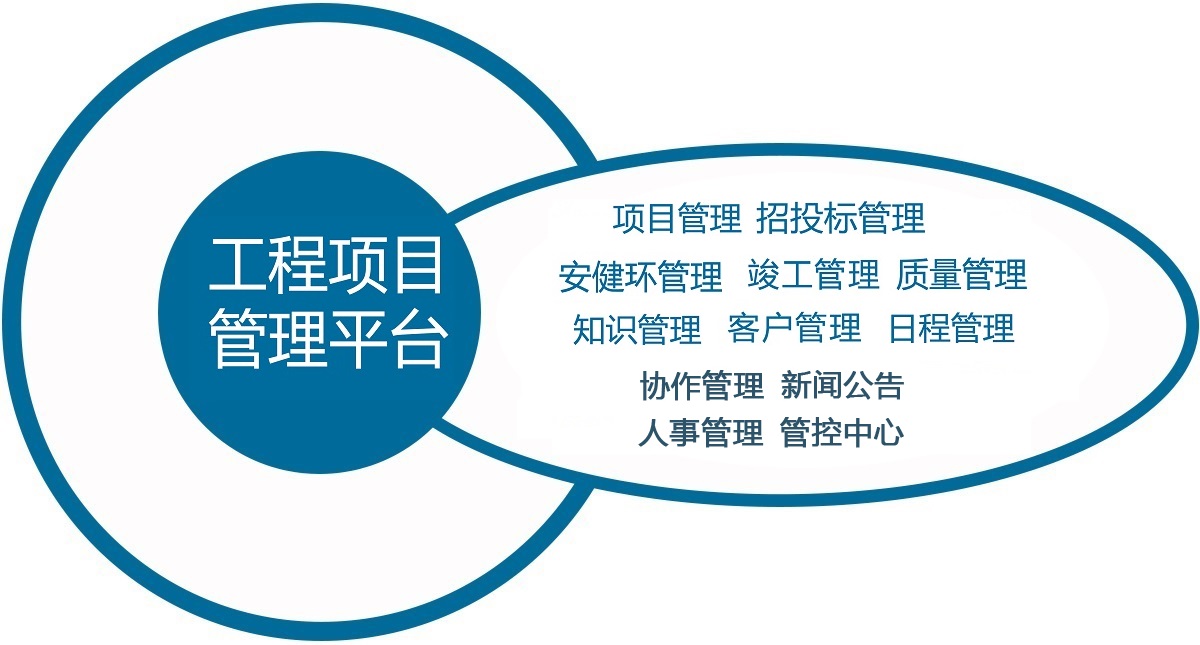 工程项目
管理平台
项目管理 招投标管理
安健环管理 竣工管理 质量管理
知识管理 客户管理 日程管理
协作管理 新闻公告
人事管理 管控中心